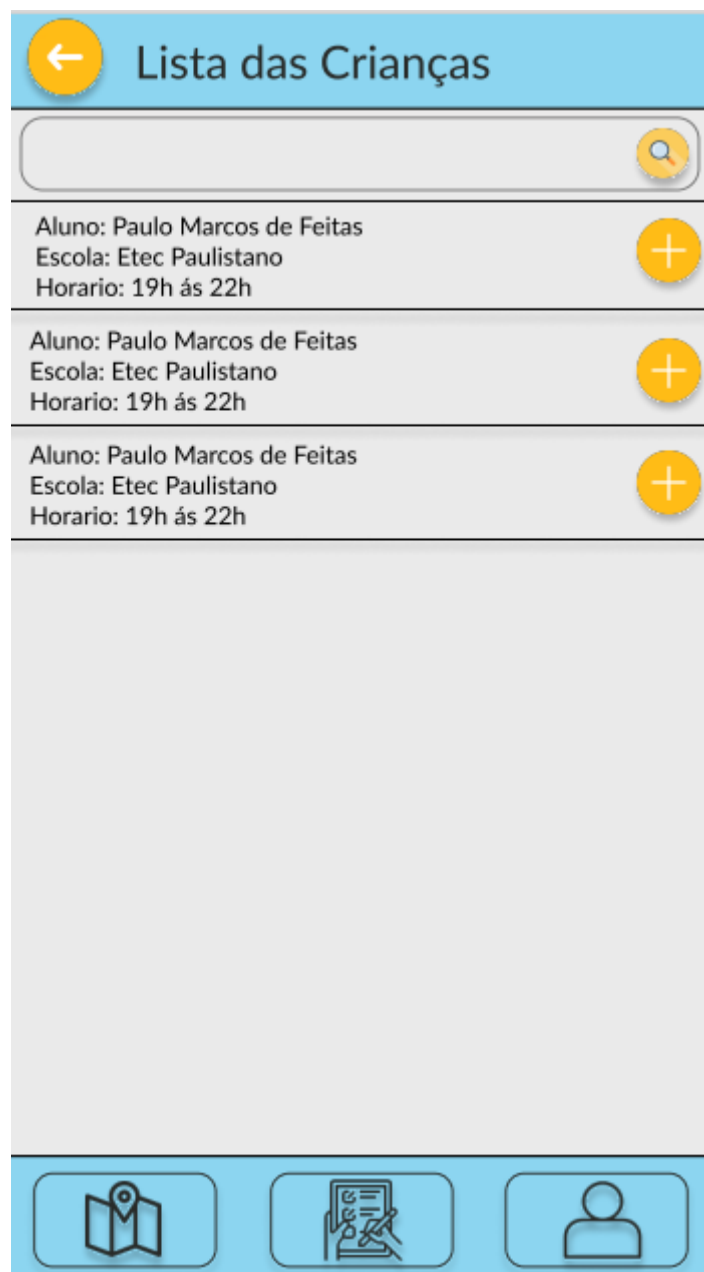 Lista das Crianças
Aluno: Paulo Marcos de Feitas
Escola: Etec Paulistano
Horario: 19h ás 22h
Aluno: Paulo Marcos de Feitas
Escola: Etec Paulistano
Horario: 19h ás 22h
Aluno: Paulo Marcos de Feitas
Escola: Etec Paulistano
Horario: 19h ás 22h